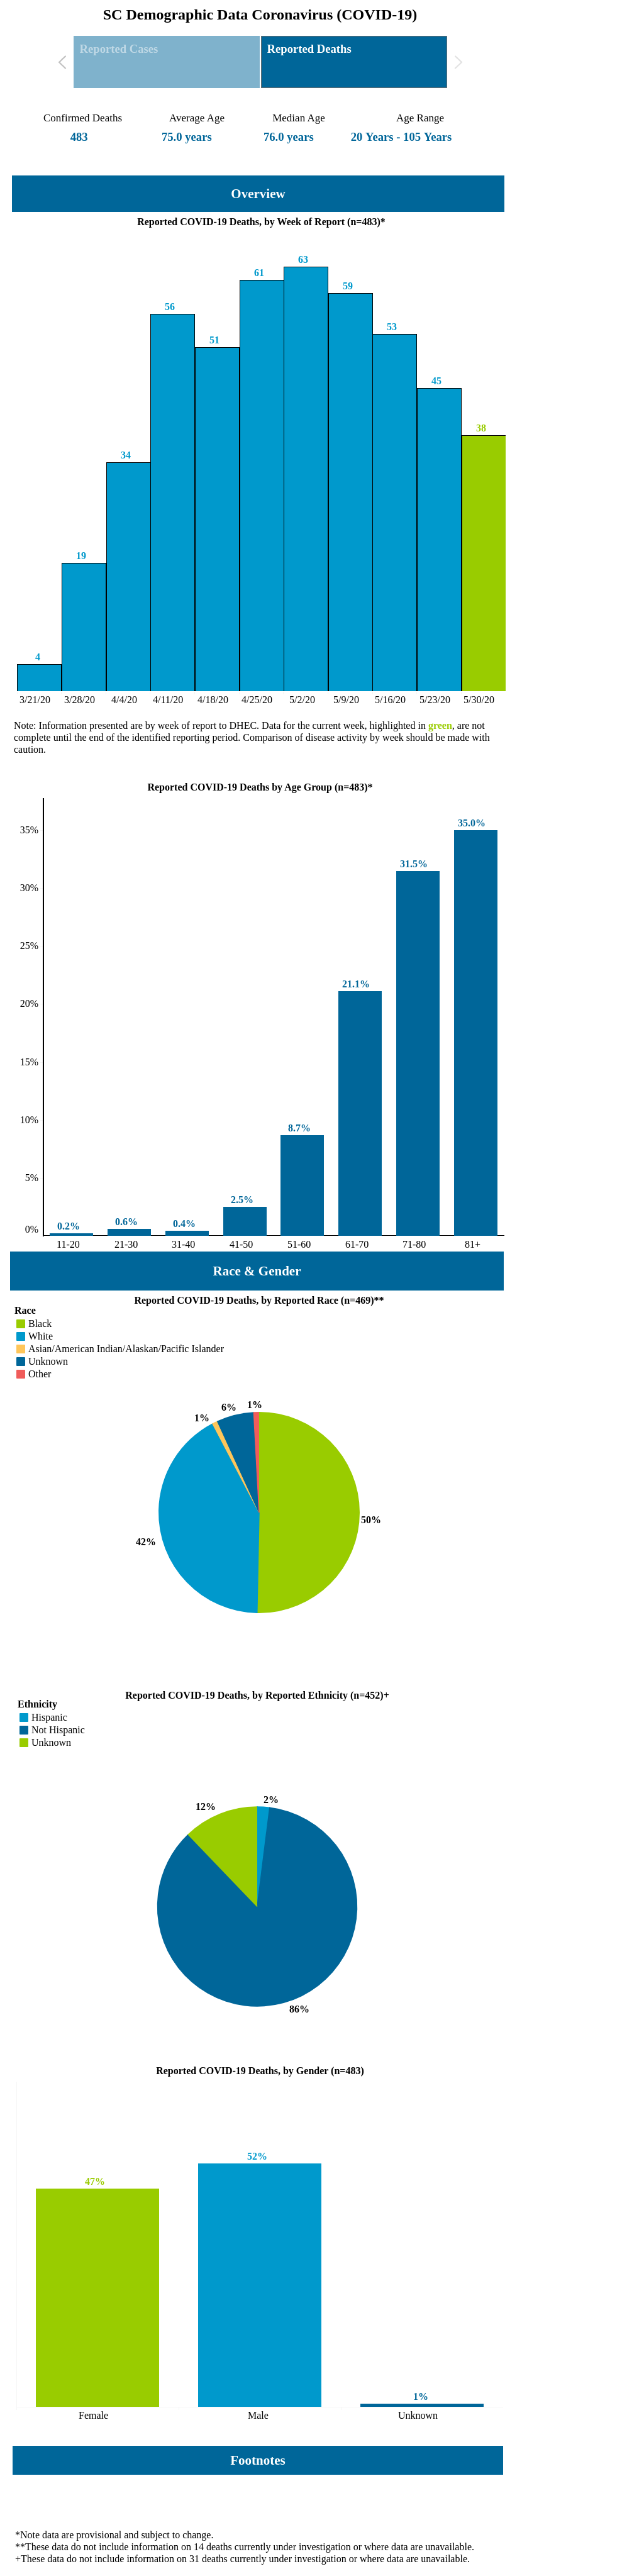 SC Demographic Data Coronavirus (COVID-19)
Reported Cases
Reported Deaths
Confirmed Deaths
Average Age
Median Age
Age Range
483
75.0 years
76.0 years
20 Years - 105 Years
Overview
Reported COVID-19 Deaths, by Week of Report (n=483)*
4
19
34
56
51
61
63
59
53
45
38
3/21/20
3/28/20
4/4/20
4/11/20
4/18/20
4/25/20
5/2/20
5/9/20
5/16/20
5/23/20
5/30/20
Note: Information presented are by week of report to DHEC. Data for the current week, highlighted in green, are not
complete until the end of the identified reporting period. Comparison of disease activity by week should be made with
caution.
Reported COVID-19 Deaths by Age Group (n=483)*
35%
30%
25%
20%
15%
10%
5%
0%
0.2%
0.6%
0.4%
2.5%
8.7%
21.1%
31.5%
35.0%
11-20
21-30
31-40
41-50
51-60
61-70
71-80
81+
Race & Gender
Reported COVID-19 Deaths, by Reported Race (n=469)**
Race
Black
White
Asian/American Indian/Alaskan/Pacific Islander
Unknown
Other
1%
6%
1%
50%
42%
Reported COVID-19 Deaths, by Reported Ethnicity (n=452)+
Ethnicity
Hispanic
Not Hispanic
Unknown
12%
2%
86%
Reported COVID-19 Deaths, by Gender (n=483)
47%
52%
1%
Female
Male
Unknown
Footnotes
*Note data are provisional and subject to change.
**These data do not include information on 14 deaths currently under investigation or where data are unavailable.
+These data do not include information on 31 deaths currently under investigation or where data are unavailable.